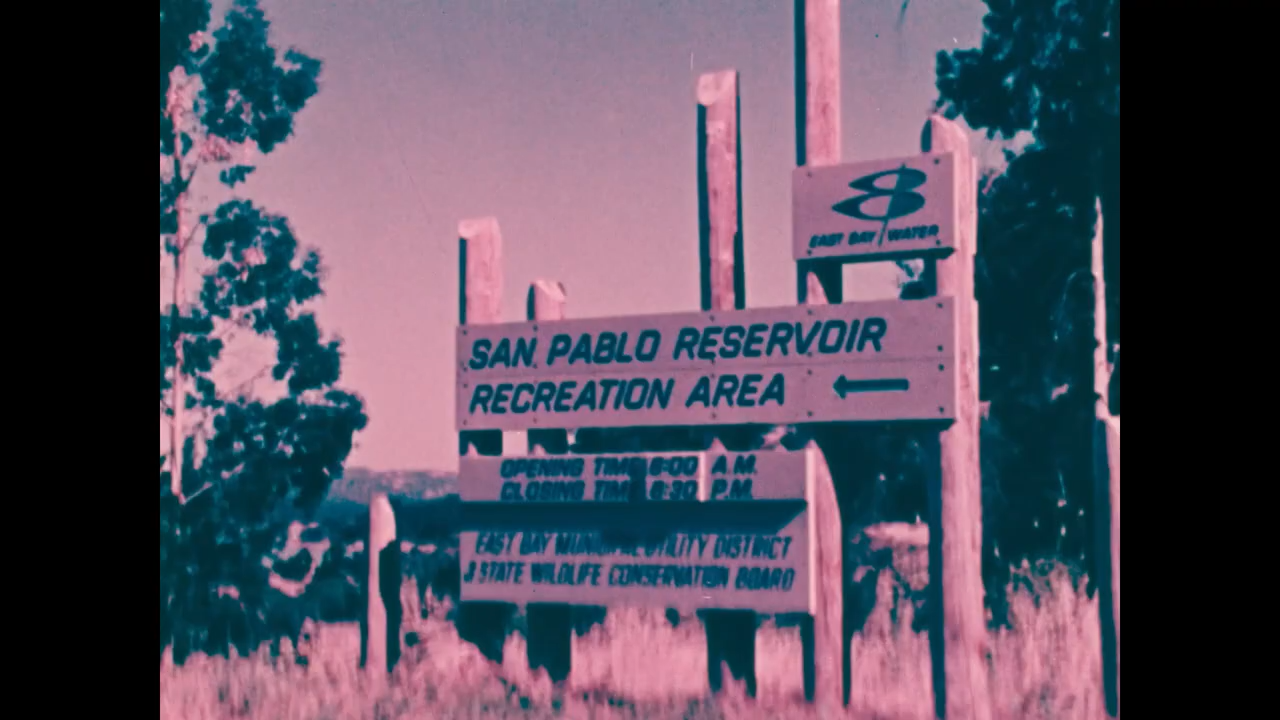 EAST BAY WATER
SAN PABLO RESERVOIR
RECREATION AREA
OPENING TIME 6:00 A.M.
CLOSING TIME 6:30 P.M.
EAST BAY MUNICIPAL UTILITY DISTRICT
STATE WILDLIFE CONSERVATION BOARD